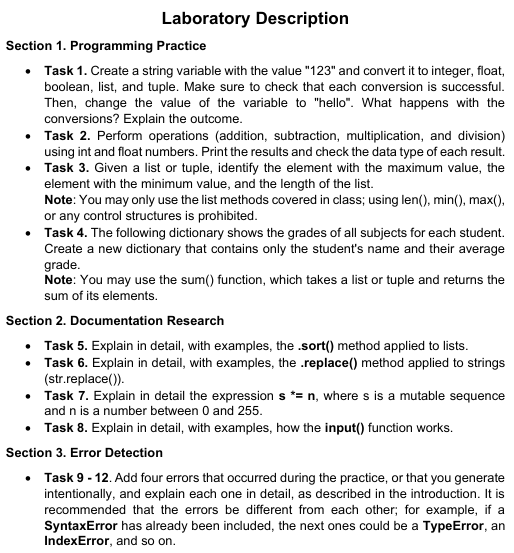 Laboratory Description
Section 1. Programming Practice
• Task 1. Create a string variable with the value "123" and convert it to integer, float,
boolean, list, and tuple. Make sure to check that each conversion is successful.
Then, change the value of the variable to "hello". What happens with the
conversions? Explain the outcome.
• Task 2. Perform operations (addition, subtraction, multiplication, and division)
using int and float numbers. Print the results and check the data type of each result.
• Task 3. Given a list or tuple, identify the element with the maximum value, the
element with the minimum value, and the length of the list.
Note: You may only use the list methods covered in class; using len(), min(), max(),
or any control structures is prohibited.
• Task 4. The following dictionary shows the grades of all subjects for each student.
Create a new dictionary that contains only the student's name and their average
grade.
Note: You may use the sum() function, which takes a list or tuple and returns the
sum of its elements.
Section 2. Documentation Research
• Task 5. Explain in detail, with examples, the .sort() method applied to lists.
• Task 6. Explain in detail, with examples, the .replace() method applied to strings
(str.replace()).
• Task 7. Explain in detail the expression s *= n, where s is a mutable sequence
and n is a number between 0 and 255.
• Task 8. Explain in detail, with examples, how the input() function works.
Section 3. Error Detection
• Task 9 - 12. Add four errors that occurred during the practice, or that you generate
intentionally, and explain each one in detail, as described in the introduction. It is
recommended that the errors be different from each other; for example, if a
SyntaxError has already been included, the next ones could be a TypeError, an
IndexError, and so on.